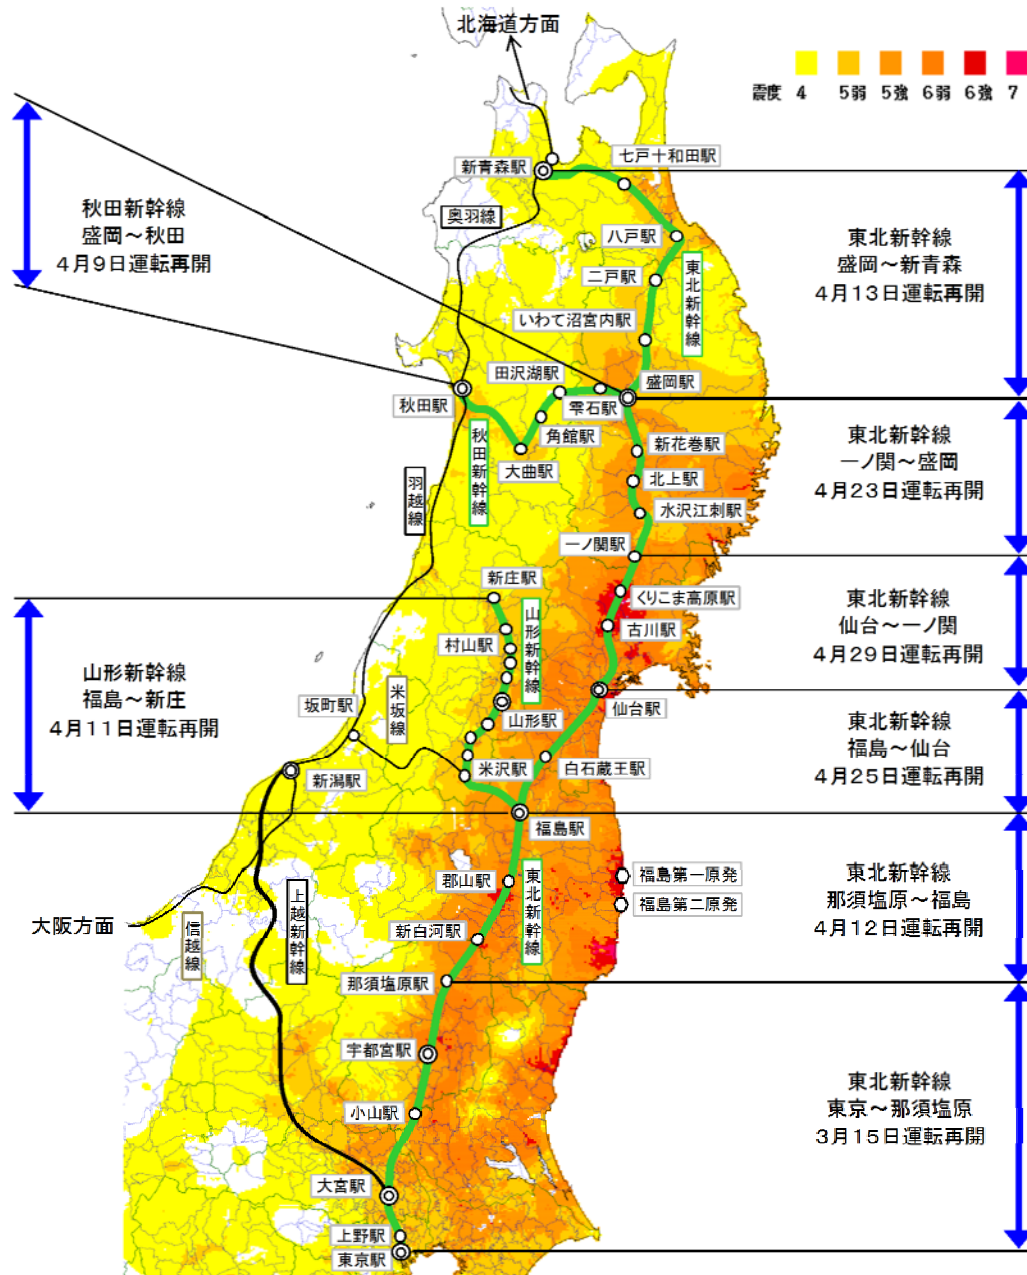 北海道方面
震度 4 5弱 5強 6弱 6強 7
七戸十和田駅
新青森駅
奥羽線
秋田新幹線
盛岡～秋田
4月9日運転再開
八戸駅
東北新幹線
盛岡～新青森
4月13日運転再開
二戸駅
東北新幹線
いわて沼宮内駅
田沢湖駅
盛岡駅
秋田駅
雫石駅
角館駅
秋田新幹線
大曲駅
新花巻駅
東北新幹線
一ノ関～盛岡
4月23日運転再開
北上駅
羽越線
水沢江刺駅
一ノ関駅
新庄駅
くりこま高原駅
東北新幹線
仙台～一ノ関
4月29日運転再開
山形新幹線
古川駅
村山駅
山形新幹線
福島～新庄
4月11日運転再開
坂町駅
米坂線
山形駅
仙台駅
東北新幹線
福島～仙台
4月25日運転再開
白石蔵王駅
米沢駅
新潟駅
福島駅
郡山駅
東北新幹線
福島第一原発
福島第二原発
東北新幹線
那須塩原～福島
4月12日運転再開
大阪方面
信越線
上越新幹線
新白河駅
那須塩原駅
宇都宮駅
東北新幹線
東京～那須塩原
3月15日運転再開
小山駅
大宮駅
上野駅
東京駅